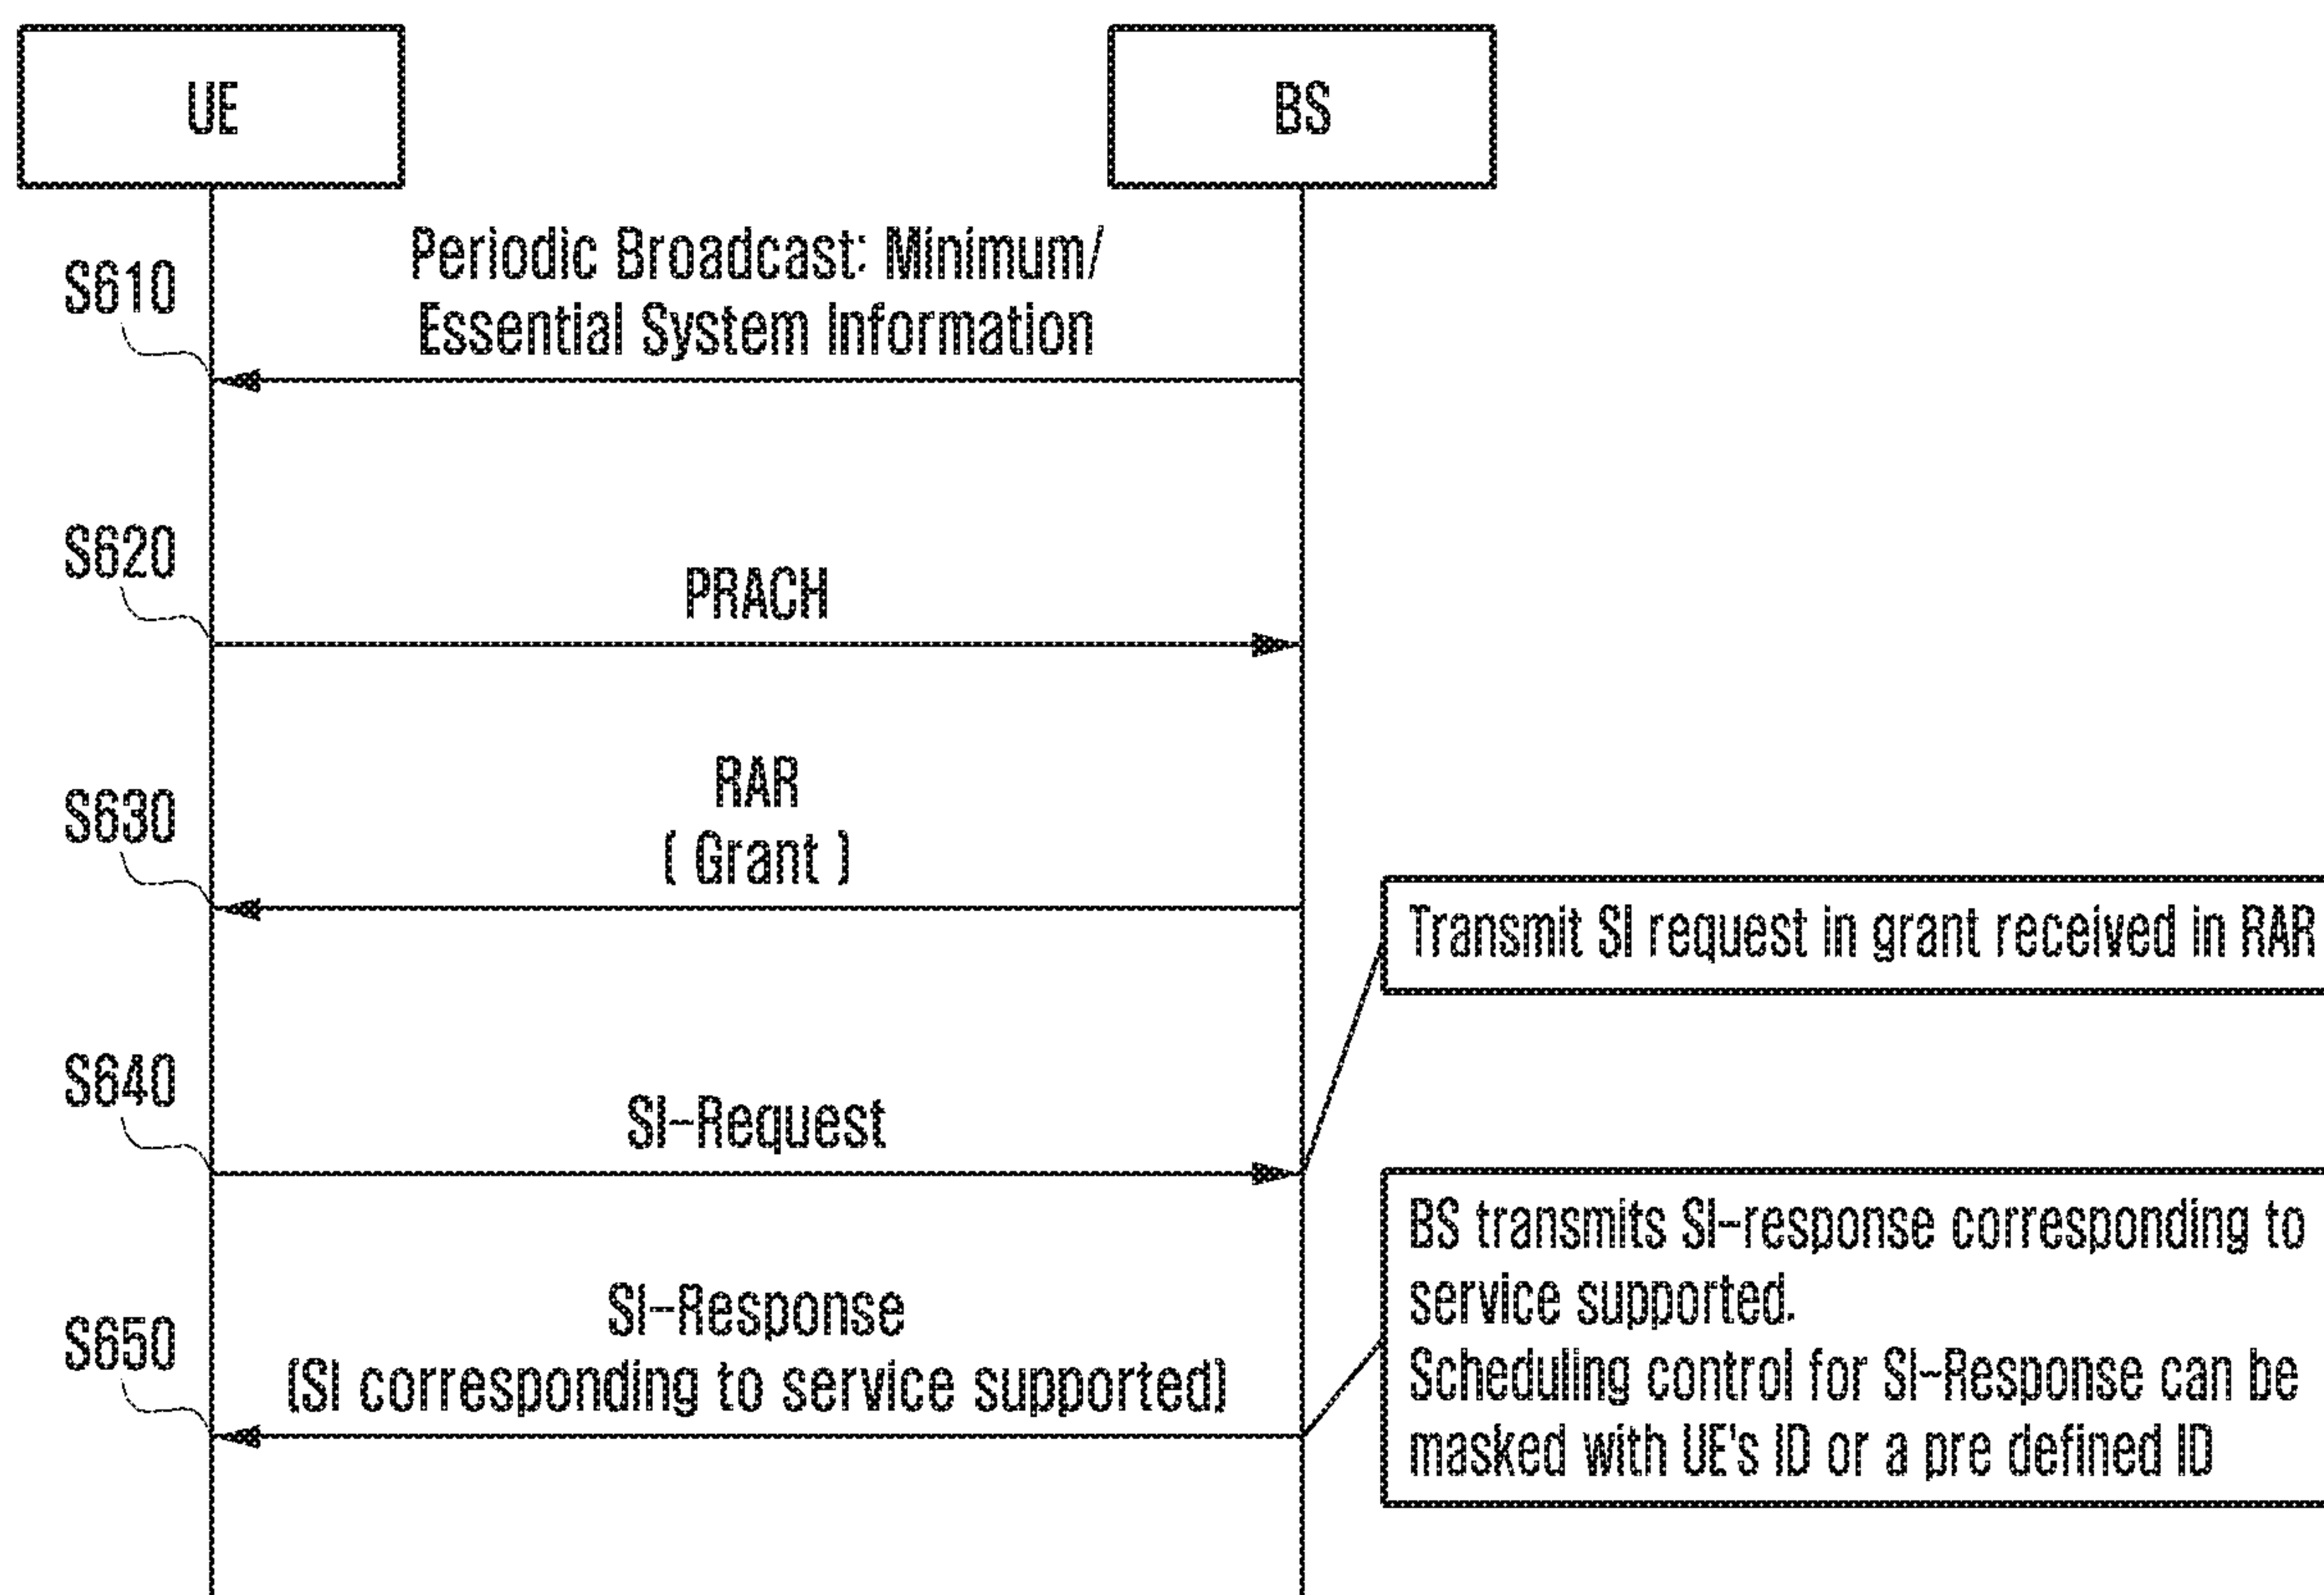 UE
BS
Periodic Broadcast: Minimum/
Essential System Information
S610
S620
PRACH
RAR
( Grant )
S630
Transmit SI request in grant received in RAR
S640
SI-Request
BS transmits SI-response corresponding to
service supported.
Scheduling control for SI-Response can be
masked with UE's ID or a pre defined ID
SI-Response
(SI corresponding to service supported)
S650